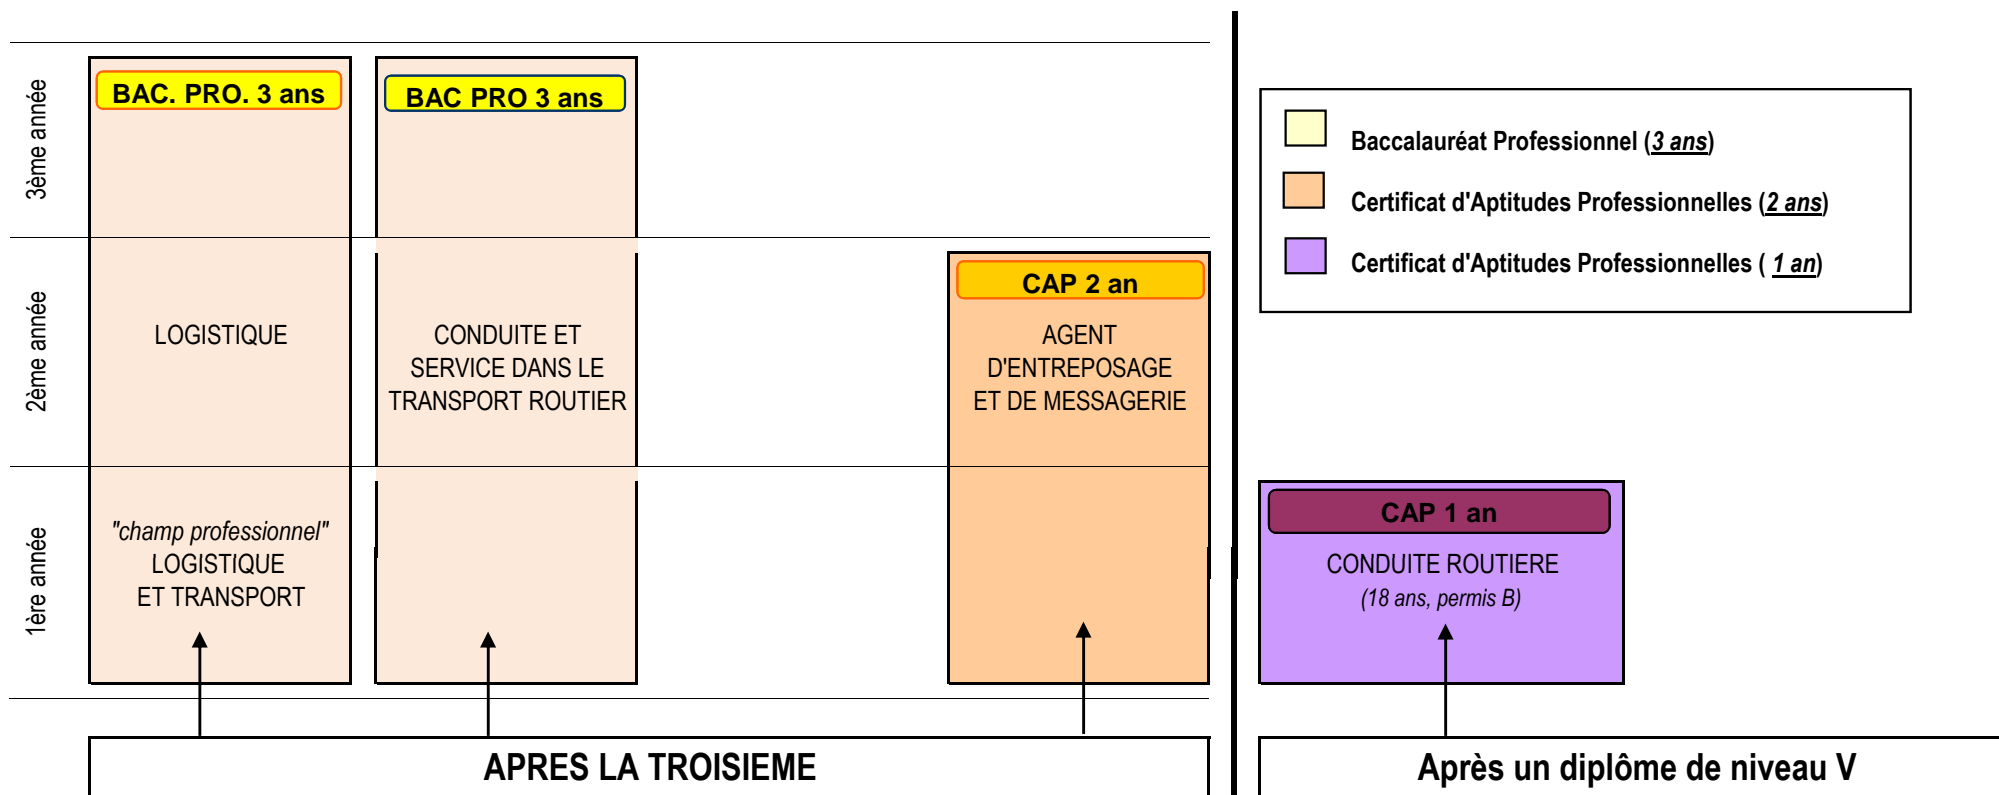 3ème année
2ème année
1ère année
BAC. PRO. 3 ans
LOGISTIQUE
"champ professionnel"
LOGISTIQUE
ET TRANSPORT
BAC PRO 3 ans
CONDUITE ET
SERVICE DANS LE
TRANSPORT ROUTIER
CAP 2 an
AGENT
D'ENTREPOSAGE
ET DE MESSAGERIE
APRES LA TROISIEME
Baccalauréat Professionnel (3 ans)
Certificat d'Aptitudes Professionnelles (2 ans)
Certificat d'Aptitudes Professionnelles ( 1 an)
CAP 1 an
CONDUITE ROUTIERE
(18 ans, permis B)
Après un diplôme de niveau V